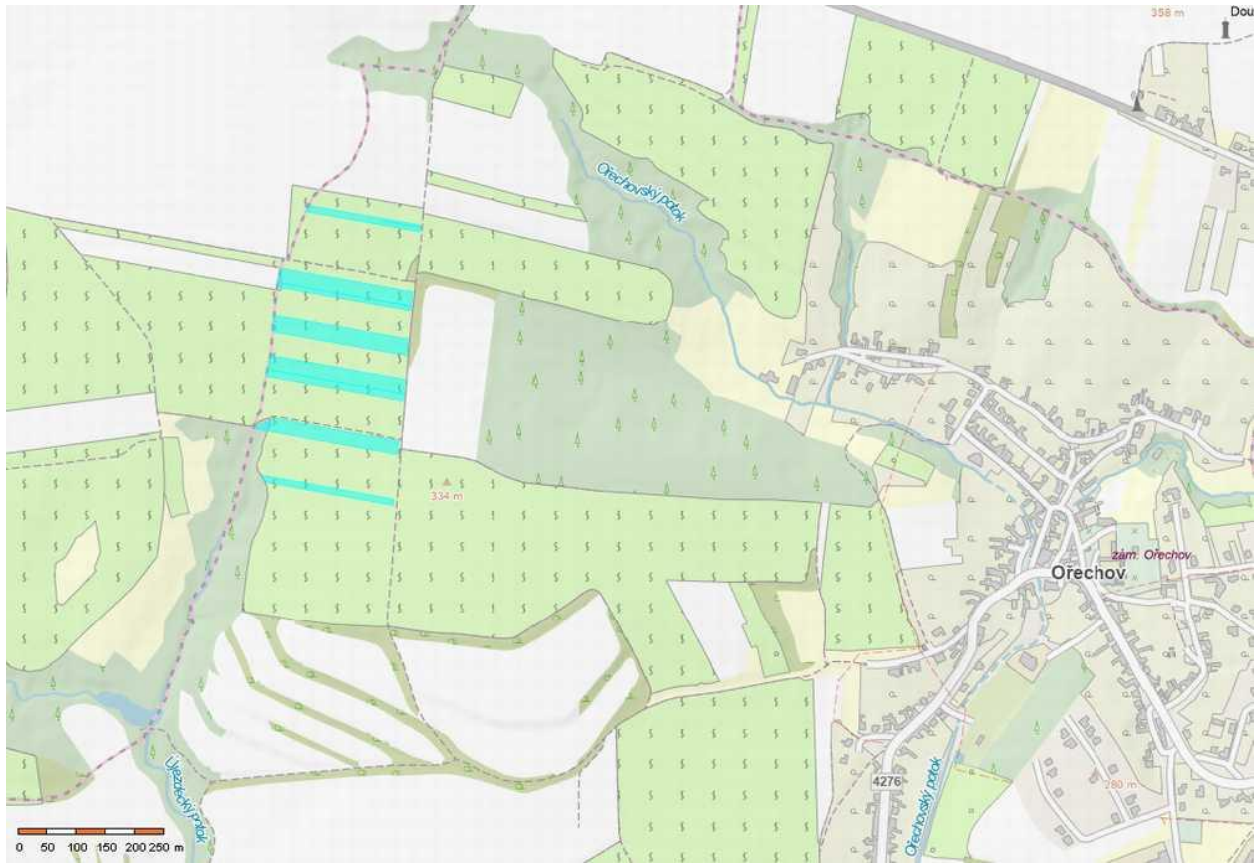 358 m
Dou
Ořechovský potok
334 m
zám. Ořechov
Ořechov
4276
280 m
Újezdecký potok
Ořechovský potok
0 50 100 150 200 250 m